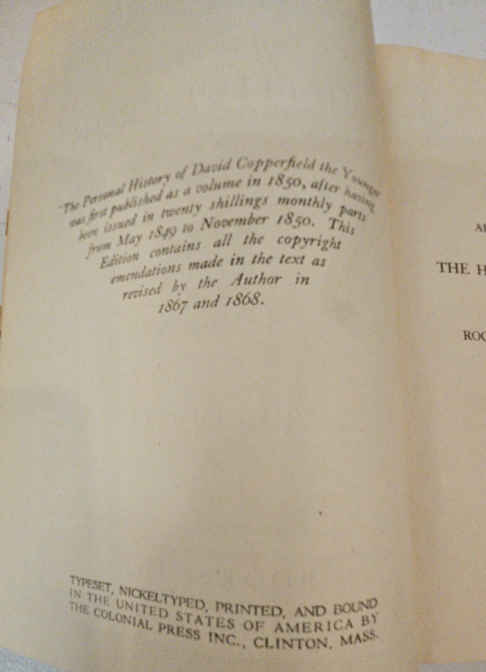 "The Personal History of David Copperfield the Younger
was first published as a volume in 1850, after having
been issued in twenty shillings monthly parts
from May 1849 to November 1850. This
Edition contains all the copyright
emendations made in the text as
revised by the Author in
1867 and 1868.
THE H
ROC
TYPESET, NICKELTYPED, PRINTED, AND BOUND
IN THE UNITED STATES OF AMERICA BY
THE COLONIAL PRESS INC., CLINTON, MASS.